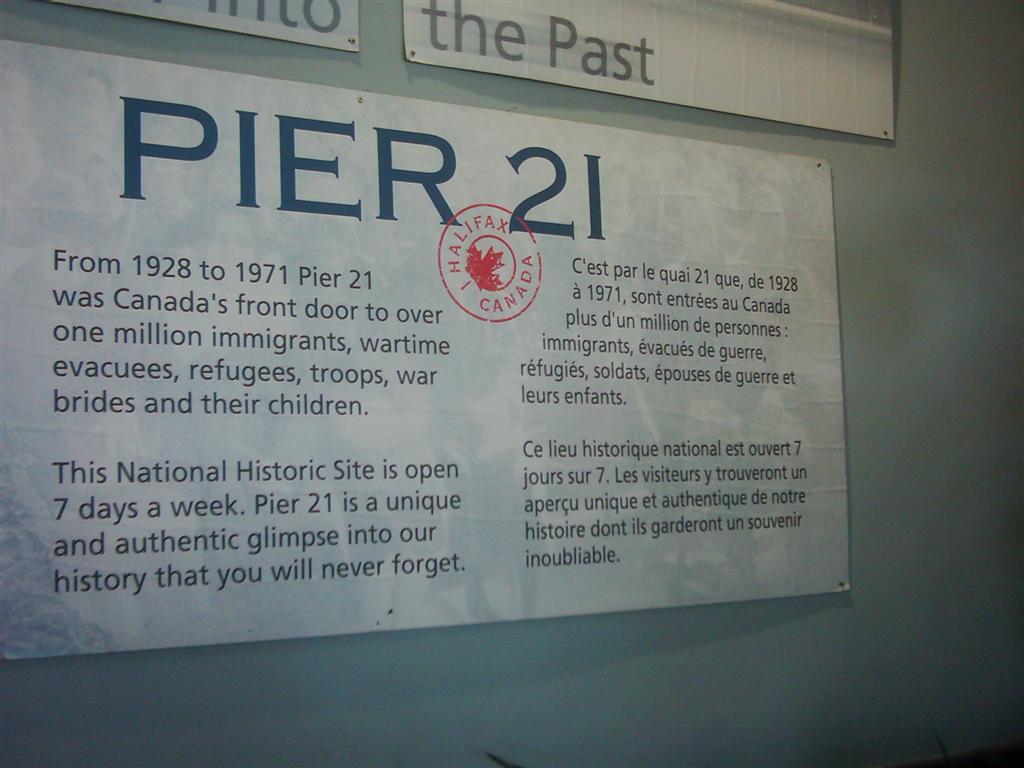 into
the Past
PIER 21
HALIFAX
CANADA
From 1928 to 1971 Pier 21
was Canada's front door to over
one million immigrants, wartime
evacuees, refugees, troops, war
brides and their children.
This National Historic Site is open
7 days a week. Pier 21 is a unique
and authentic glimpse into our
history that you will never forget.
C'est par le quai 21 que, de 1928
à 1971, sont entrées au Canada
plus d'un million de personnes :
immigrants, évacués de guerre,
réfugiés, soldats, épouses de guerre et
leurs enfants.
Ce lieu historique national est ouvert 7
jours sur 7. Les visiteurs y trouveront un
aperçu unique et authentique de notre
histoire dont ils garderont un souvenir
inoubliable.